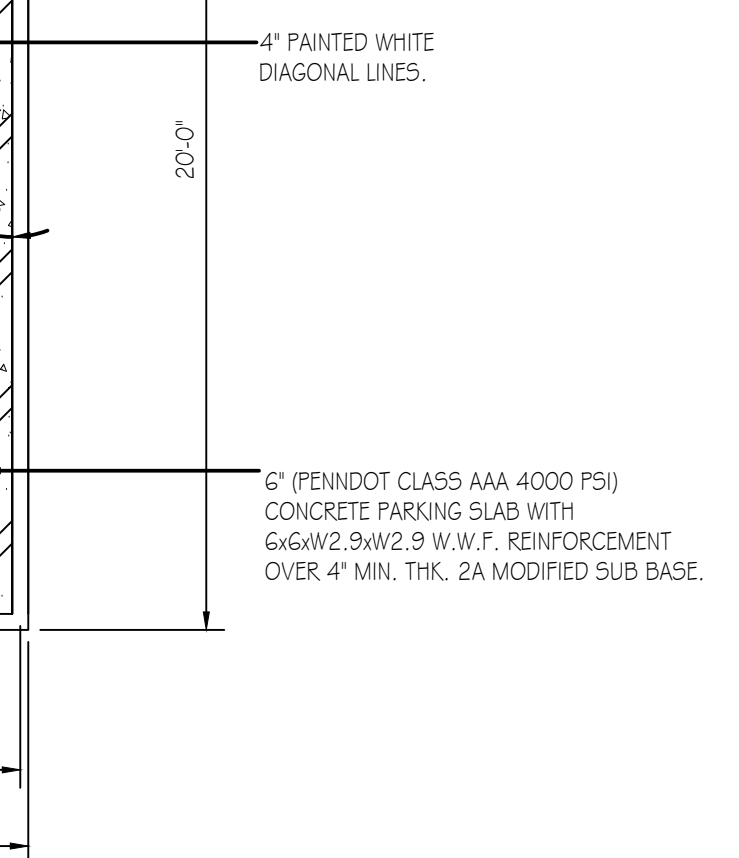 4" PAINTED WHITE
DIAGONAL LINES.
20'-0"
6" (PENNDOT CLASS AAA 4000 PSI)
CONCRETE PARKING SLAB WITH
6x6xW2.9xW2.9 W.W.F. REINFORCEMENT
OVER 4" MIN. THK. 2A MODIFIED SUB BASE.